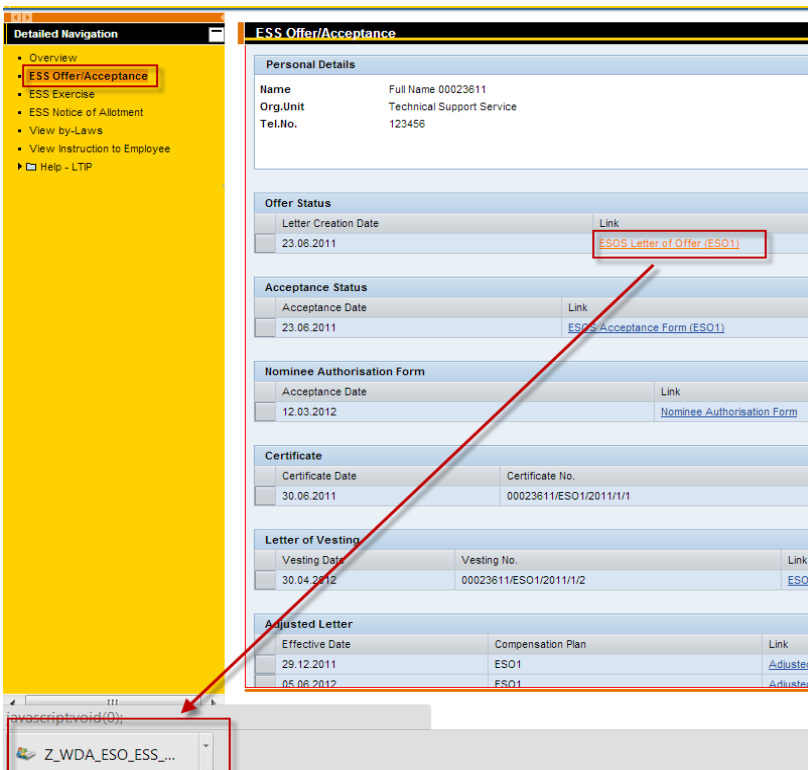 Detailed Navigation
Overview
ESS Offer/Acceptance
ESS Exercise
ESS Notice of Allotment
View by-Laws
View Instruction to Employee
Help - LTIP
ESS Offer/Acceptance
Personal Details
Name Full Name 00023611
Org.Unit Technical Support Service
Tel.No. 123456
Offer Status
Letter Creation Date Link
23.06.2011 ESOS Letter of Offer (ESO1)
Acceptance Status
Acceptance Date Link
23.06.2011 ESOS Acceptance Form (ESO1)
Nominee Authorisation Form
Acceptance Date Link
12.03.2012 Nominee Authorisation Form
Certificate
Certificate Date Certificate No.
30.06.2011 00023611/ESO1/2011/1/1
Letter of Vesting
Vesting Date Vesting No. Link
30.04.2012 00023611/ESO1/2011/1/2 ESO
Adjusted Letter
Effective Date Compensation Plan Link
29.12.2011 ESO1 Adjusted
05.06.2012 ESO1 Adjusted
javascript:void(0);
Z_WDA_ESO_ESS_...